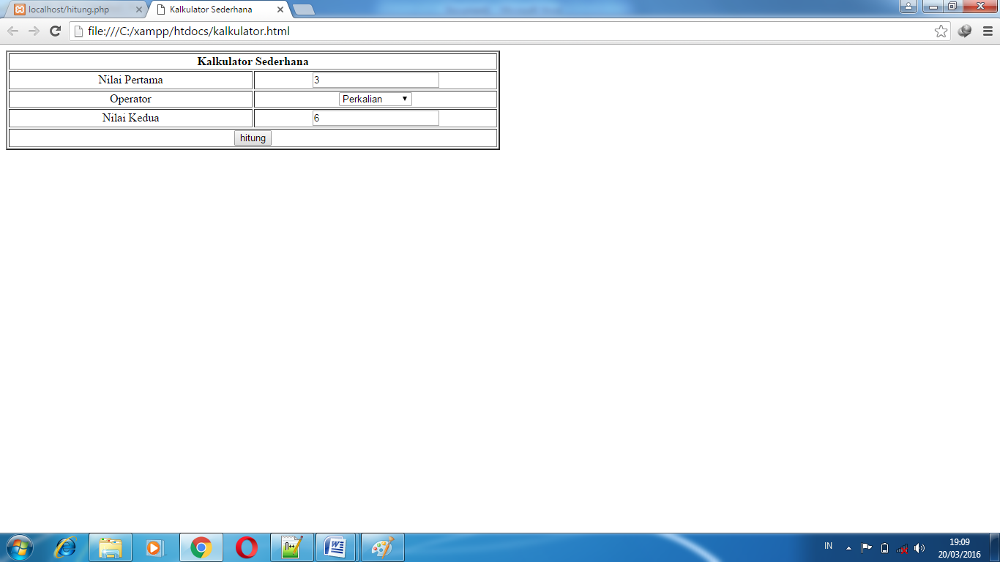 localhost/hitung.php
Kalkulator Sederhana
file:///C:/xampp/htdocs/kalkulator.html
Kalkulator Sederhana
Nilai Pertama 3
Operator Perkalian
Nilai Kedua 6
hitung
IN
19:09
20/03/2016